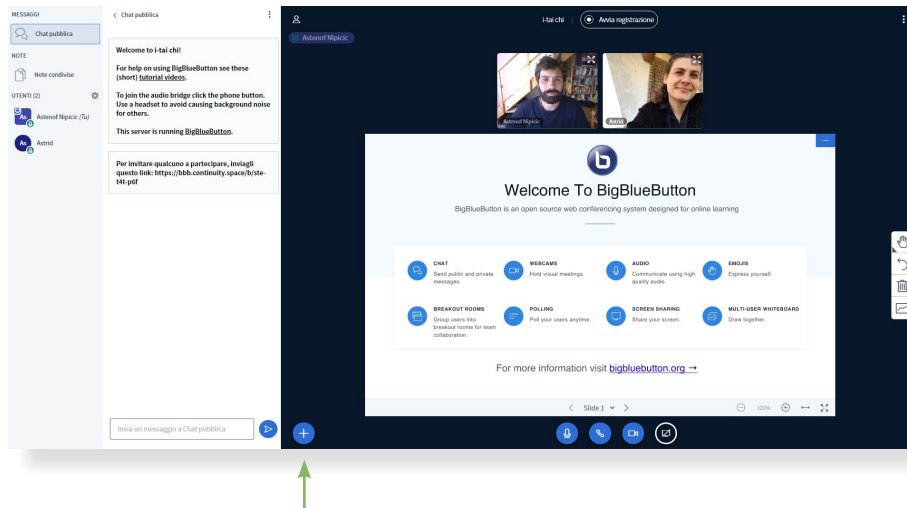 MESSAGGI
Chat pubblica
NOTE
Note condivise
UTENTI (2)
As
Astenof Nipicic (Tu)
As
Astrid
Chat pubblica
Welcome to i-tai chi!
For help on using BigBlueButton see these
(short) tutorial videos.
To join the audio bridge click the phone button.
Use a headset to avoid causing background noise
for others.
This server is running BigBlueButton.
Per invitare qualcuno a partecipare, inviagli
questo link: https://bbb.continuity.space/b/ste-
t4t-p6f
Invia un messaggio a Chat pubblica
i-tai chi
Avvia registrazione
Astenof Nipicic
Astenof Nipicic
Astrid
b
Welcome To BigBlueButton
BigBlueButton is an open source web conferencing system designed for online learning
CHAT
Send public and private
messages.
WEBCAMS
Hold visual meetings.
AUDIO
Communicate using high
quality audio.
EMOJIS
Express yourself.
BREAKOUT ROOMS
Group users into
breakout rooms for team
collaboration.
POLLING
Poll your users anytime.
SCREEN SHARING
Share your screen.
MULTI-USER WHITEBOARD
Draw together.
For more information visit bigbluebutton.org →
Slide 1
100%